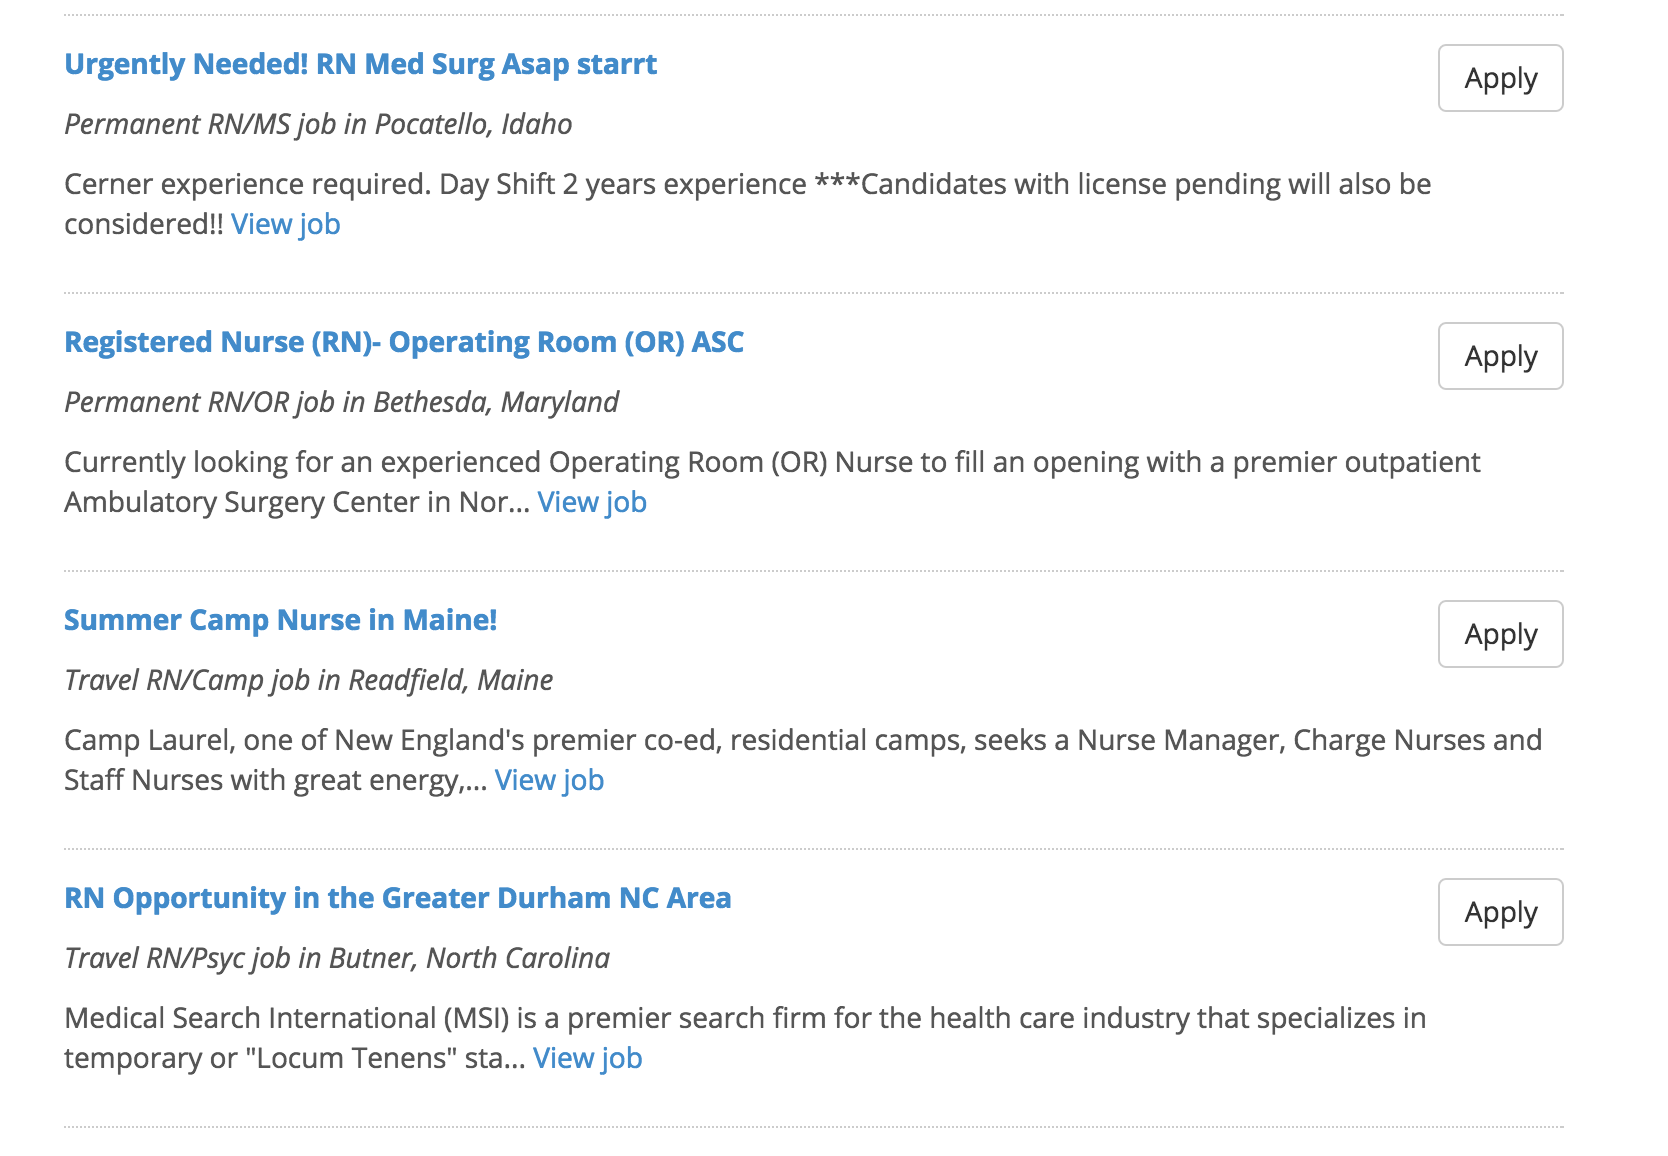 Urgently Needed! RN Med Surg Asap starrt
Apply
Permanent RN/MS job in Pocatello, Idaho
Cerner experience required. Day Shift 2 years experience ***Candidates with license pending will also be
considered!! View job
Registered Nurse (RN)- Operating Room (OR) ASC
Apply
Permanent RN/OR job in Bethesda, Maryland
Currently looking for an experienced Operating Room (OR) Nurse to fill an opening with a premier outpatient
Ambulatory Surgery Center in Nor... View job
Summer Camp Nurse in Maine!
Apply
Travel RN/Camp job in Readfield, Maine
Camp Laurel, one of New England's premier co-ed, residential camps, seeks a Nurse Manager, Charge Nurses and
Staff Nurses with great energy,... View job
RN Opportunity in the Greater Durham NC Area
Apply
Travel RN/Psyc job in Butner, North Carolina
Medical Search International (MSI) is a premier search firm for the health care industry that specializes in
temporary or "Locum Tenens" sta... View job